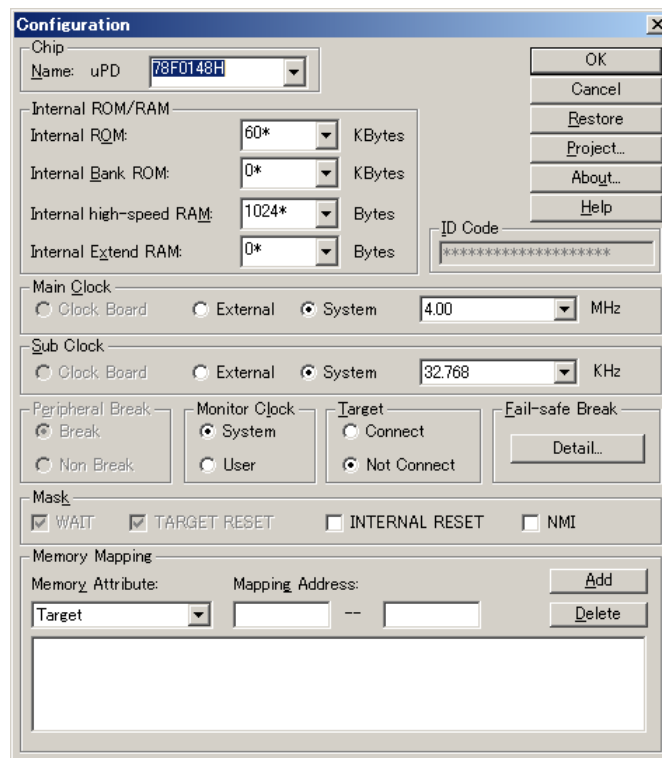 Configuration
Chip
Name: uPD 78F0148H
OK
Cancel
Restore
Project...
About...
Help
Internal ROM/RAM
Internal ROM: 60* KBytes
Internal Bank ROM: 0* KBytes
Internal high-speed RAM: 1024* Bytes
Internal Extend RAM: 0* Bytes
ID Code
********************
Main Clock
Clock Board External System 4.00 MHz
Sub Clock
Clock Board External System 32.768 KHz
Peripheral Break
Break
Non Break
Monitor Clock
System
User
Target
Connect
Not Connect
Fail-safe Break
Detail...
Mask
WAIT TARGET RESET INTERNAL RESET NMI
Memory Mapping
Memory Attribute: Mapping Address: Add
Target -- Delete